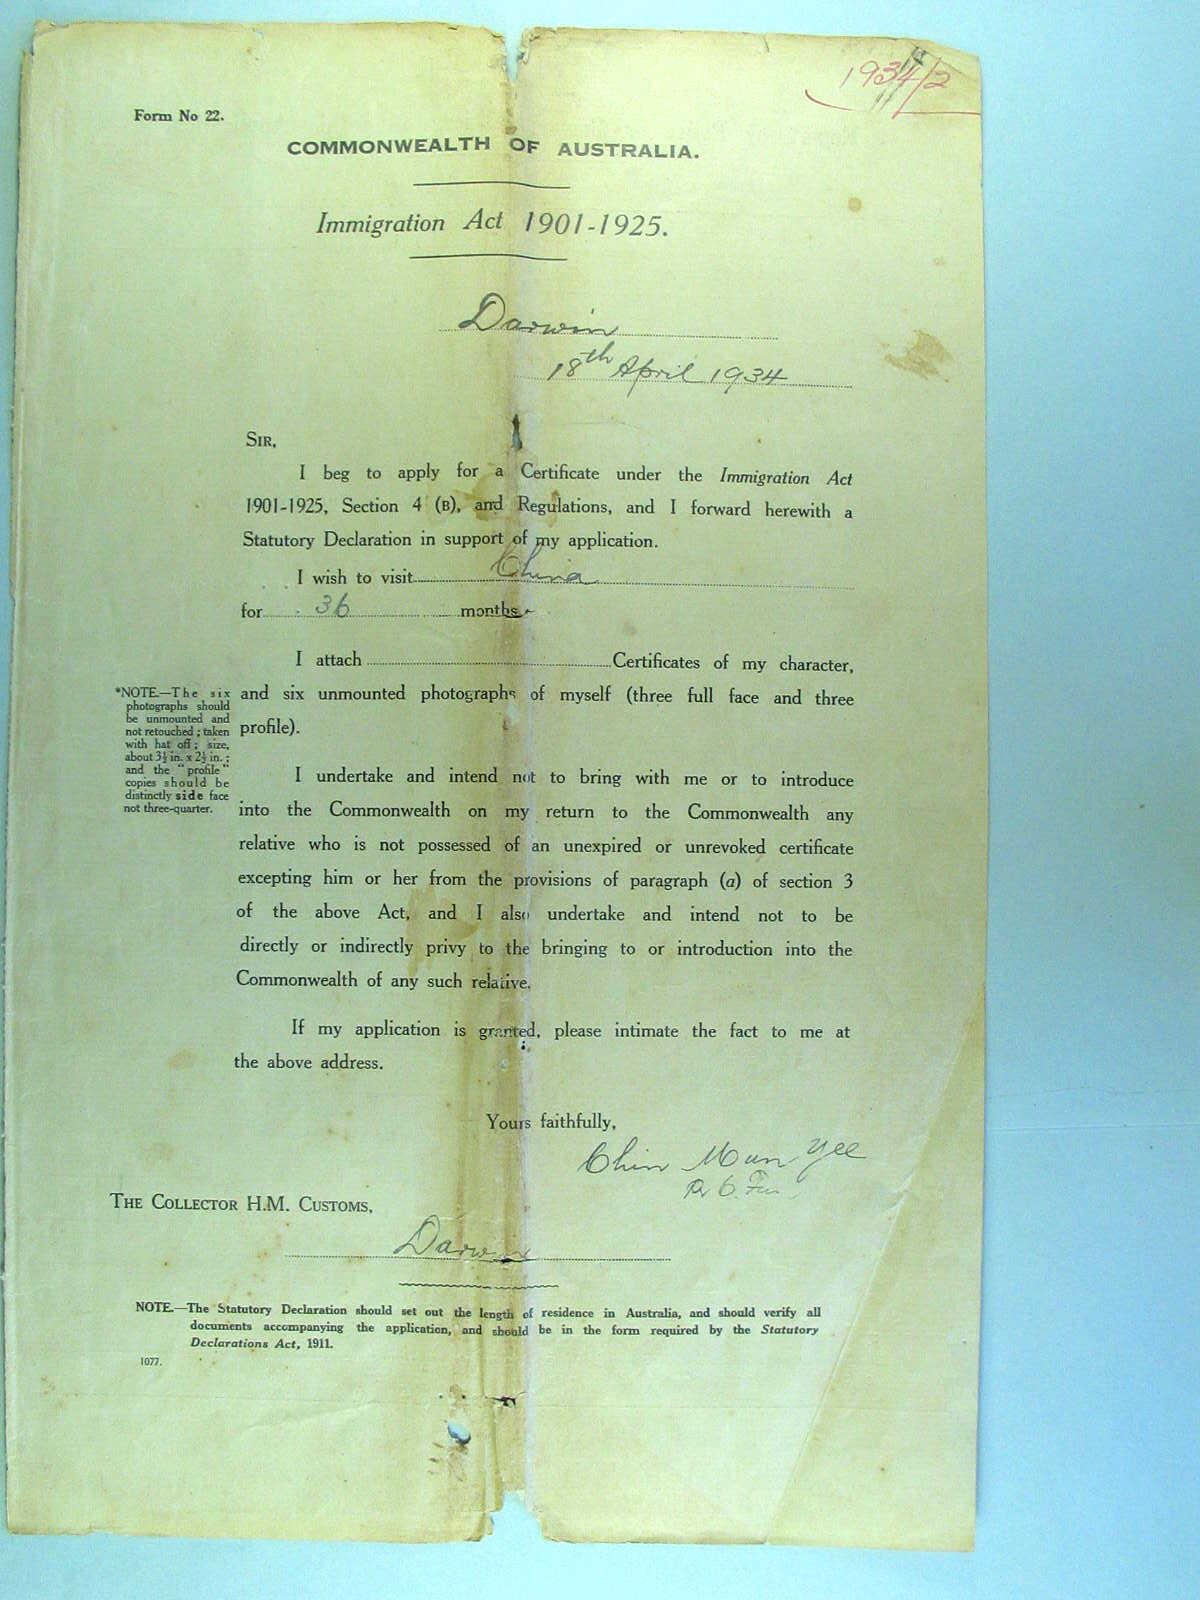 1934/2
Form No 22.
COMMONWEALTH OF AUSTRALIA.
Immigration Act 1901-1925.
Darwin
18th April 1934
SIR,
I beg to apply for a Certificate under the Immigration Act
1901-1925, Section 4 (B), and Regulations, and I forward herewith a
Statutory Declaration in support of my application.
I wish to visit China
for 36 months
I attach Certificates of my character,
and six unmounted photographs of myself (three full face and three
profile).
*NOTE.—The six
photographs should
be unmounted and
not retouched; taken
with hat off; size,
about 3½ in. x 2½ in.;
and the "profile"
copies should be
distinctly side face
not three-quarter.
I undertake and intend not to bring with me or to introduce
into the Commonwealth on my return to the Commonwealth any
relative who is not possessed of an unexpired or unrevoked certificate
excepting him or her from the provisions of paragraph (a) of section 3
of the above Act, and I also undertake and intend not to be
directly or indirectly privy to the bringing to or introduction into the
Commonwealth of any such relative.
If my application is granted, please intimate the fact to me at
the above address.
Yours faithfully,
Chin Mun Yee
THE COLLECTOR H.M. CUSTOMS,
Darwin
NOTE.—The Statutory Declaration should set out the length of residence in Australia, and should verify all
documents accompanying the application, and should be in the form required by the Statutory
Declarations Act, 1911.
1077.